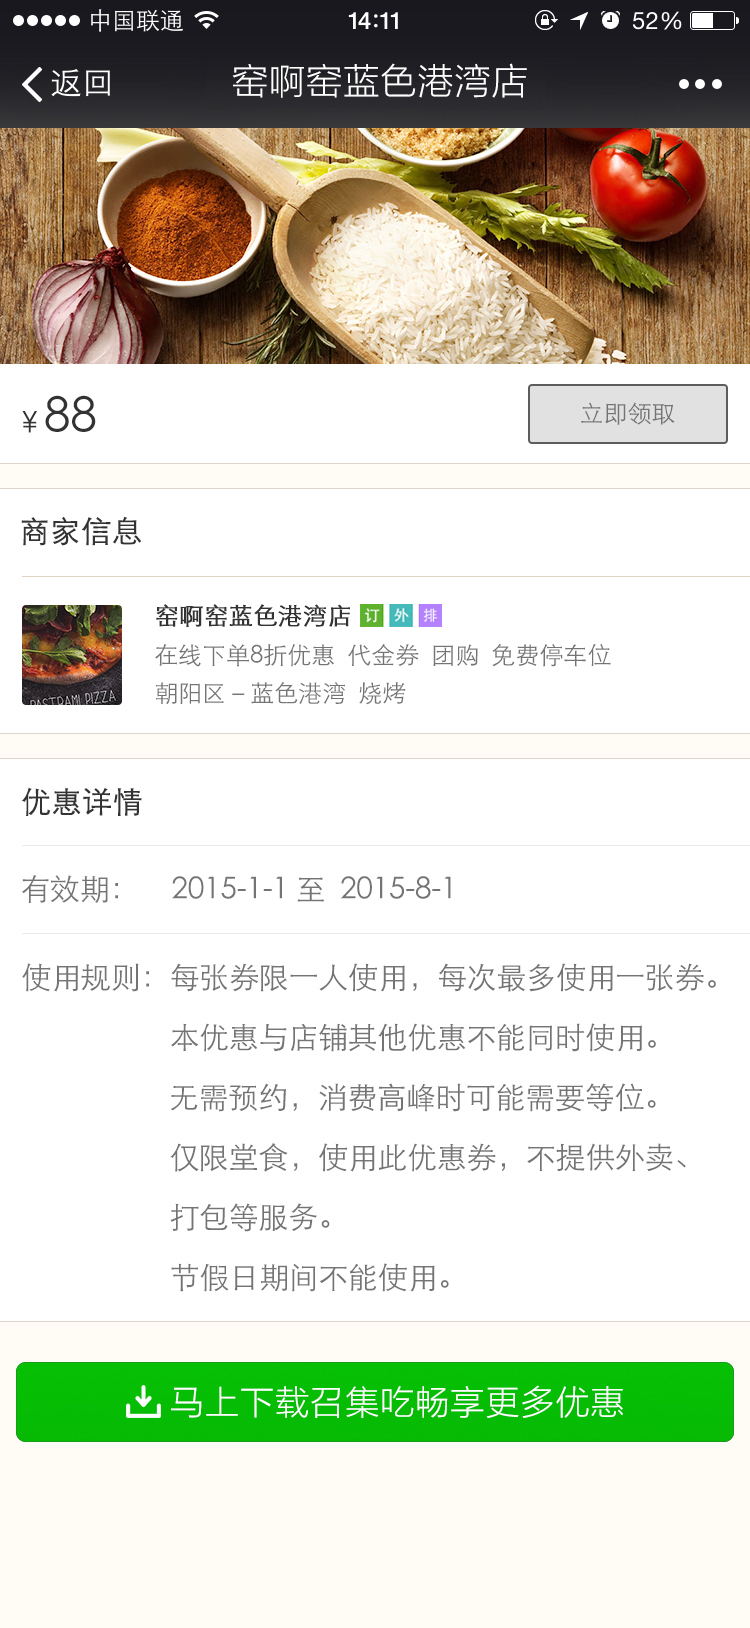 中国联通 14:11 52%
返回 窑啊窑蓝色港湾店
¥88 立即领取
商家信息
窑啊窑蓝色港湾店 订 外 排
在线下单8折优惠 代金券 团购 免费停车位
朝阳区 – 蓝色港湾 烧烤
PASTRAMI PIZZA
优惠详情
有效期： 2015-1-1 至 2015-8-1
使用规则： 每张券限一人使用，每次最多使用一张券。
本优惠与店铺其他优惠不能同时使用。
无需预约，消费高峰时可能需要等位。
仅限堂食，使用此优惠券，不提供外卖、
打包等服务。
节假日期间不能使用。
马上下载召集吃畅享更多优惠